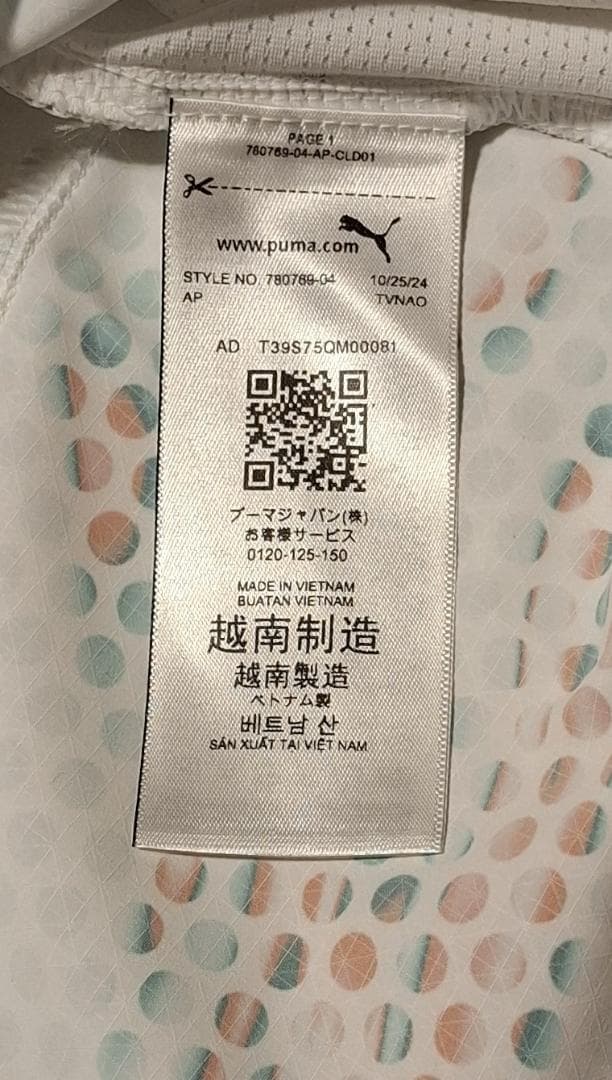 PAGE 1
780769-04-AP-CLD01
www.puma.com
STYLE NO. 780769-04 10/25/24
AP TVNAO
AD T39S75QM00081
プーマジャパン(株)
お客様サービス
0120-125-150
MADE IN VIETNAM
BUATAN VIETNAM
越南制造
越南製造
ベトナム製
베트남 산
SẢN XUẤT TẠI VIỆT NAM